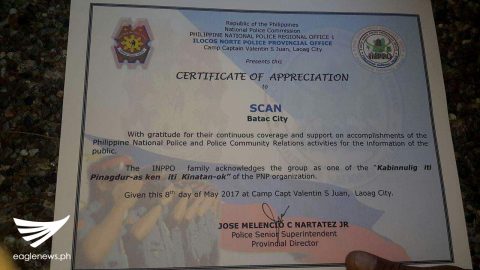 Republic of the Philippines
National Police Commission
PHILIPPINE NATIONAL POLICE REGIONAL OFFICE 1
ILOCOS NORTE POLICE PROVINCIAL OFFICE
Camp Captain Valentin S Juan, Laoag City
Presents this
CERTIFICATE OF APPRECIATION
to
SCAN
Batac City
With gratitude for their continuous coverage and support on accomplishments of the
Philippine National Police and Police Community Relations activities for the information of the
public.
The INPPO family acknowledges the group as one of the "Kabinnulig iti
Pinagdur-as ken iti Kinatan-ok" of the PNP organization.
Given this 8th day of May 2017 at Camp Capt Valentin S Juan, Laoag City.
JOSE MELENCIO C NARTATEZ JR
Police Senior Superintendent
Provincial Director
eaglenews.ph